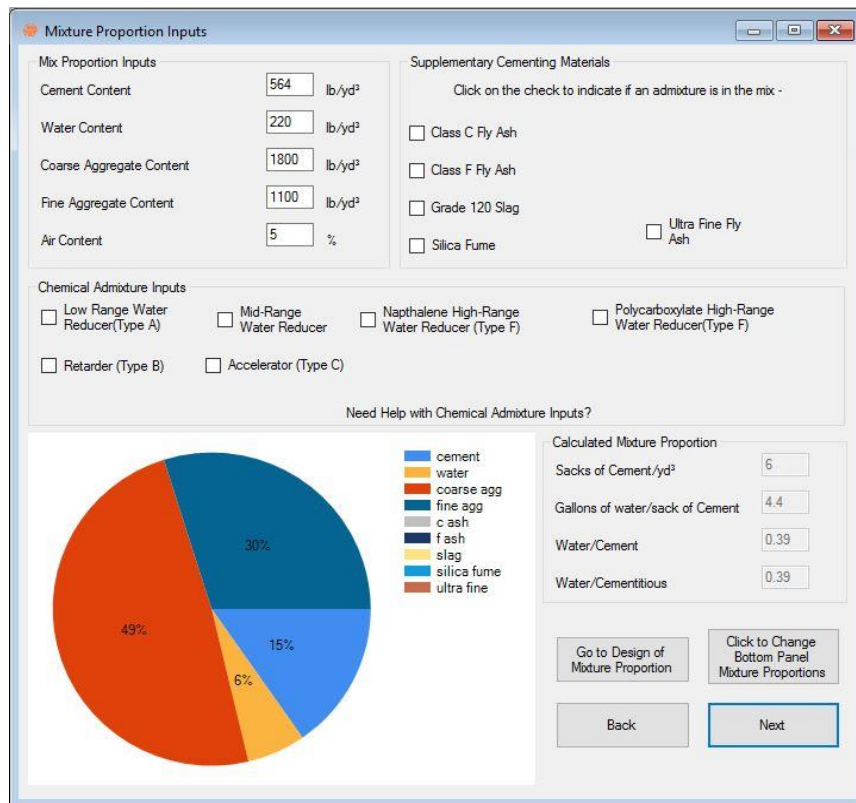 Mixture Proportion Inputs
Mix Proportion Inputs
Cement Content 564 lb/yd³
Water Content 220 lb/yd³
Coarse Aggregate Content 1800 lb/yd³
Fine Aggregate Content 1100 lb/yd³
Air Content 5 %
Supplementary Cementing Materials
Click on the check to indicate if an admixture is in the mix -
Class C Fly Ash
Class F Fly Ash
Grade 120 Slag
Silica Fume
Ultra Fine Fly
Ash
Chemical Admixture Inputs
Low Range Water
Reducer(Type A)
Mid-Range
Water Reducer
Napthalene High-Range
Water Reducer (Type F)
Polycarboxylate High-Range
Water Reducer(Type F)
Retarder (Type B)
Accelerator (Type C)
Need Help with Chemical Admixture Inputs?
30%
49%
15%
6%
cement
water
coarse agg
fine agg
c ash
f ash
slag
silica fume
ultra fine
Calculated Mixture Proportion
Sacks of Cement/yd³ 6
Gallons of water/sack of Cement 4.4
Water/Cement 0.39
Water/Cementitious 0.39
Go to Design of
Mixture Proportion
Click to Change
Bottom Panel
Mixture Proportions
Back
Next